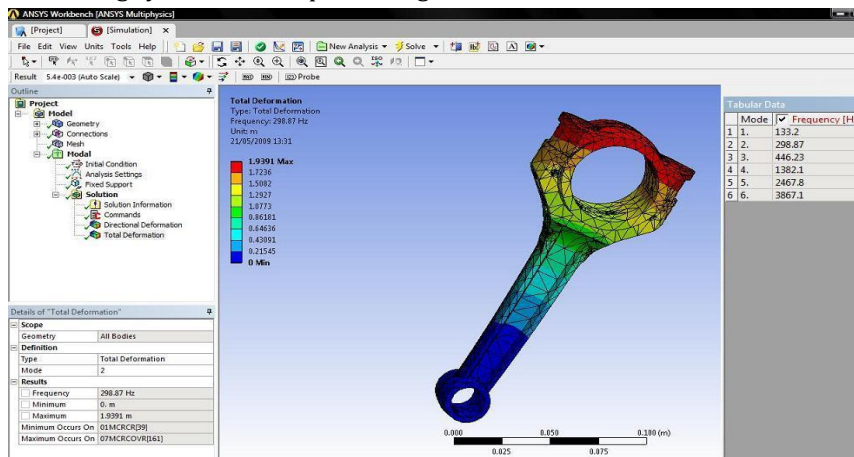 ANSYS Workbench [ANSYS Multiphysics]
[Project] [Simulation] ×
File Edit View Units Tools Help New Analysis Solve
Result 5.4e-003 (Auto Scale) Probe
Outline
Project
Model
Geometry
Connections
Mesh
Modal
Initial Condition
Analysis Settings
Fixed Support
Solution
Solution Information
Commands
Directional Deformation
Total Deformation
Details of "Total Deformation"
Scope
Geometry All Bodies
Definition
Type Total Deformation
Mode 2
Results
Frequency 298.87 Hz
Minimum 0. m
Maximum 1.9391 m
Minimum Occurs On 01MCRCR[39]
Maximum Occurs On 07MCRCOVR[161]
Total Deformation
Type: Total Deformation
Frequency: 298.87 Hz
Unit: m
21/05/2009 13:31
1.9391 Max
1.7236
1.5082
1.2927
1.0773
0.86181
0.64636
0.43091
0.21545
0 Min
0.000 0.050 0.100 (m)
0.025 0.075
Tabular Data
Mode Frequency [H
1 1. 133.2
2 2. 298.87
3 3. 446.23
4 4. 1382.1
5 5. 2467.8
6 6. 3867.1